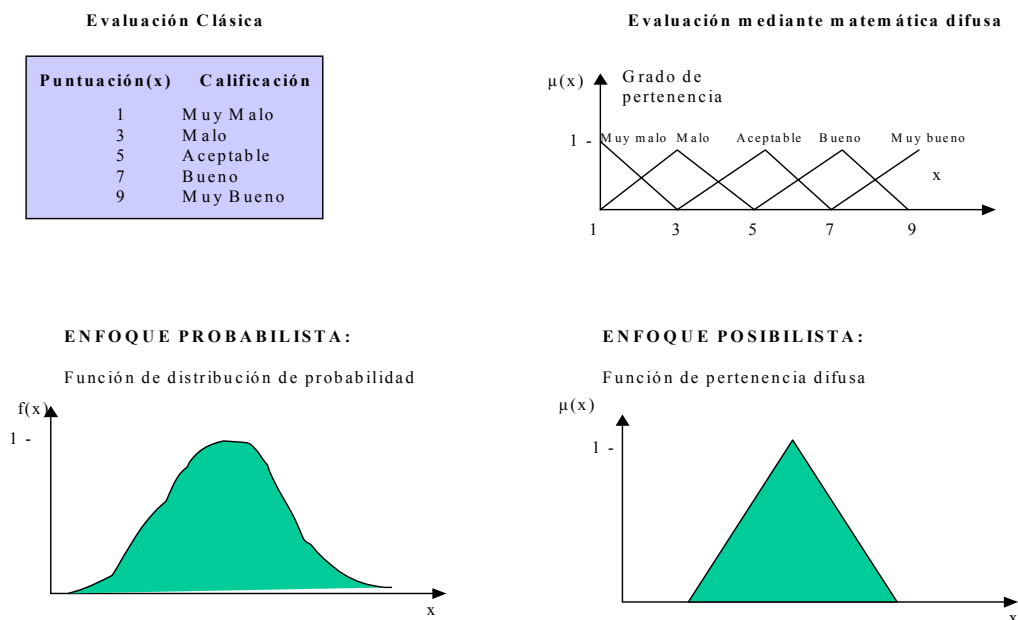 Evaluación Clásica
Puntuación(x) Calificación
1 Muy Malo
3 Malo
5 Aceptable
7 Bueno
9 Muy Bueno
Evaluación mediante matemática difusa
μ(x)
Grado de
pertenencia
1 -
Muy malo Malo Aceptable Bueno Muy bueno
x
1 3 5 7 9
ENFOQUE PROBABILISTA:
Función de distribución de probabilidad
f(x)
1 -
x
ENFOQUE POSIBILISTA:
Función de pertenencia difusa
μ(x)
1 -
x